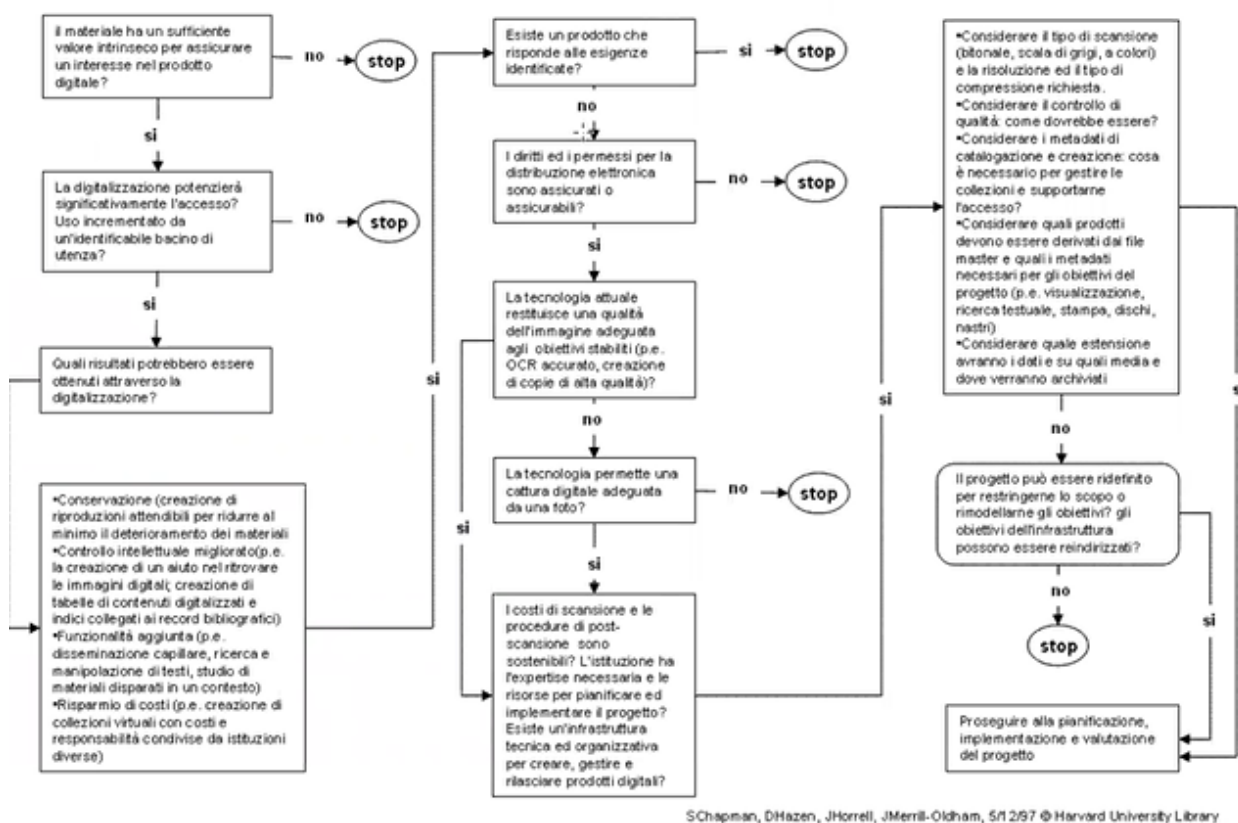 il materiale ha un sufficiente
valore intrinseco per assicurare
un interesse nel prodotto
digitale?
no
stop
si
La digitalizzazione potenzierà
significativamente l'accesso?
Uso incrementato da
un'identificabile bacino di
utenza?
no
stop
si
Quali risultati potrebbero essere
ottenuti attraverso la
digitalizzazione?
•Conservazione (creazione di
riproduzioni attendibili per ridurre al
minimo il deterioramento dei materiali
•Controllo intellettuale migliorato(p.e.
la creazione di un aiuto nel ritrovare
le immagini digitali; creazione di
tabelle di contenuti digitalizzati e
indici collegati ai record bibliografici)
•Funzionalità aggiunta (p.e.
disseminazione capillare, ricerca e
manipolazione di testi, studio di
materiali disparati in un contesto)
•Risparmio di costi (p.e. creazione di
collezioni virtuali con costi e
responsabilità condivise da istituzioni
diverse)
si
Esiste un prodotto che
risponde alle esigenze
identificate?
si
stop
no
I diritti ed i permessi per la
distribuzione elettronica
sono assicurati o
assicurabili?
no
stop
si
La tecnologia attuale
restituisce una qualità
dell'immagine adeguata
agli obiettivi stabiliti (p.e.
OCR accurato, creazione
di copie di alta qualità)?
si
no
La tecnologia permette una
cattura digitale adeguata
da una foto?
no
stop
si
I costi di scansione e le
procedure di post-
scansione sono
sostenibili? L'istituzione ha
l'expertise necessaria e le
risorse per pianificare ed
implementare il progetto?
Esiste un'infrastruttura
tecnica ed organizzativa
per creare, gestire e
rilasciare prodotti digitali?
si
•Considerare il tipo di scansione
(bitonale, scala di grigi, a colori)
e la risoluzione ed il tipo di
compressione richiesta.
•Considerare il controllo di
qualità: come dovrebbe essere?
•Considerare i metadati di
catalogazione e creazione: cosa
è necessario per gestire le
collezioni e supportarne
l'accesso?
•Considerare quali prodotti
devono essere derivati dai file
master e quali i metadati
necessari per gli obiettivi del
progetto (p.e. visualizzazione,
ricerca testuale, stampa, dischi,
nastri)
•Considerare quale estensione
avranno i dati e su quali media e
dove verranno archiviati
si
no
Il progetto può essere ridefinito
per restringerne lo scopo o
rimodellarne gli obiettivi? gli
obiettivi dell'infrastruttura
possono essere reindirizzati?
si
no
stop
Proseguire alla pianificazione,
implementazione e valutazione
del progetto
SChapman, DHazen, JHorrell, JMerrill-Oldham, 5/12/97 © Harvard University Library